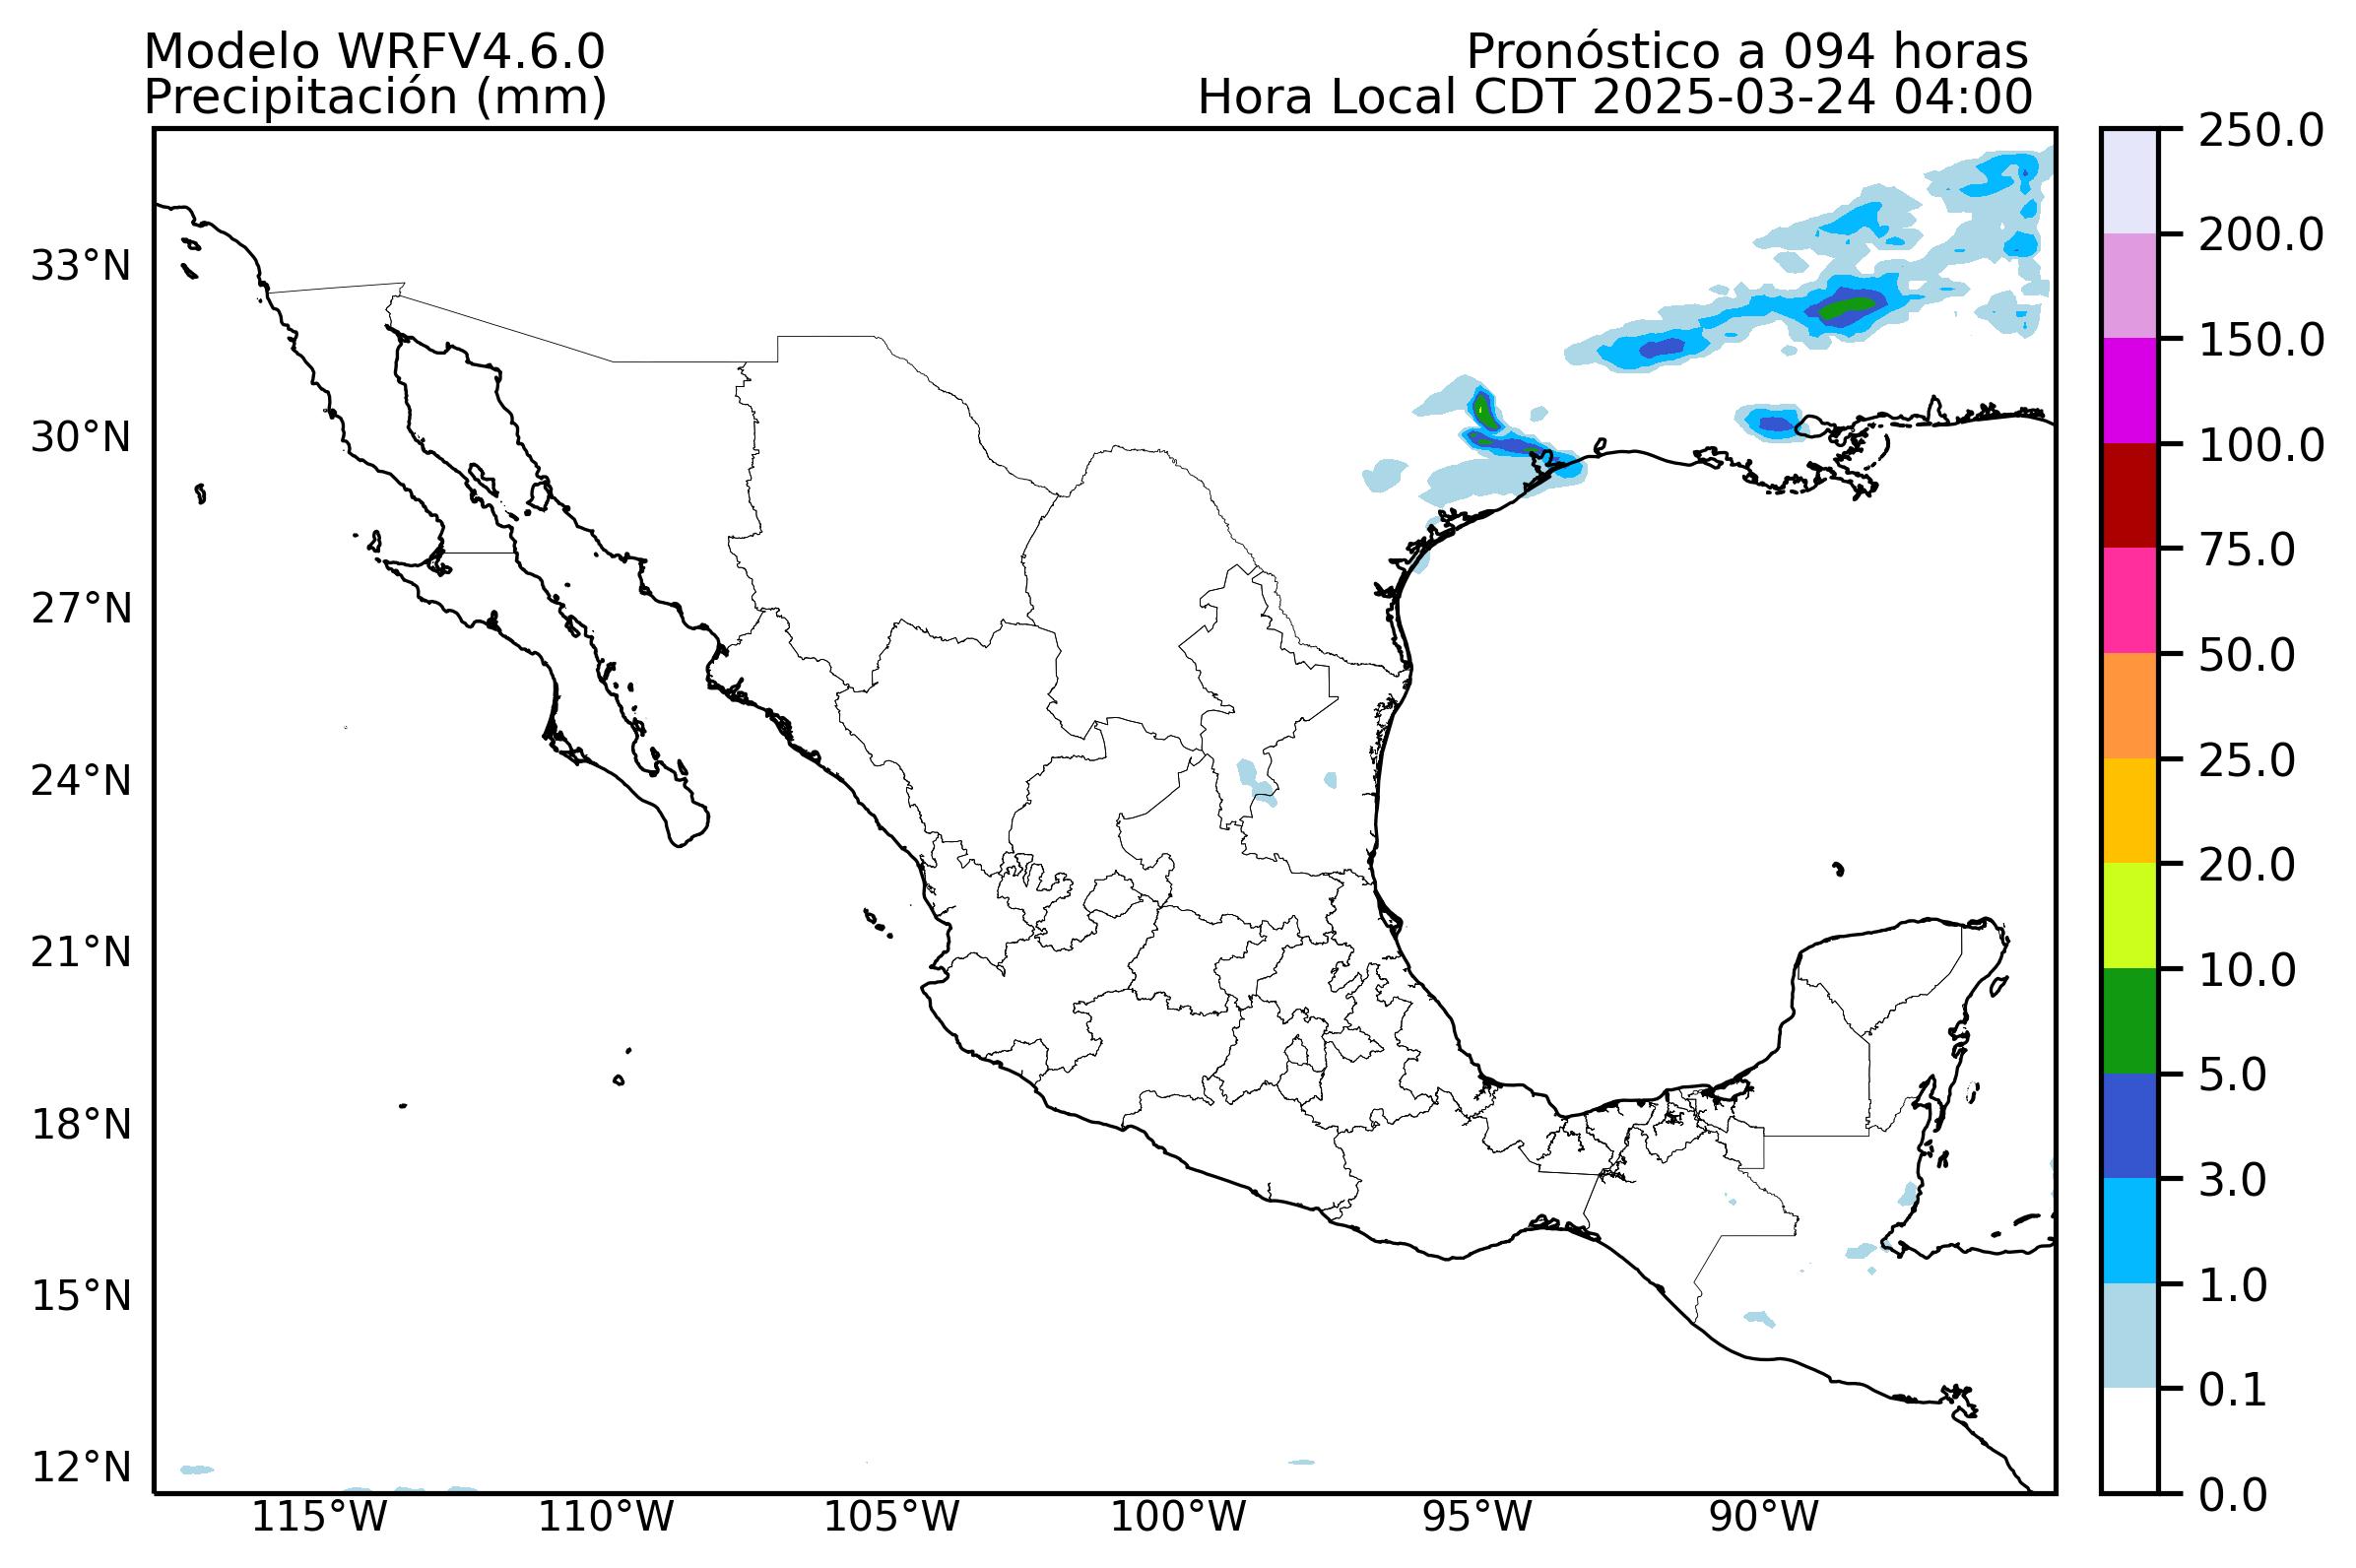 Modelo WRFV4.6.0
Precipitación (mm)
Pronóstico a 094 horas
Hora Local CDT 2025-03-24 04:00
33°N
30°N
27°N
24°N
21°N
18°N
15°N
12°N
115°W
110°W
105°W
100°W
95°W
90°W
250.0
200.0
150.0
100.0
75.0
50.0
25.0
20.0
10.0
5.0
3.0
1.0
0.1
0.0